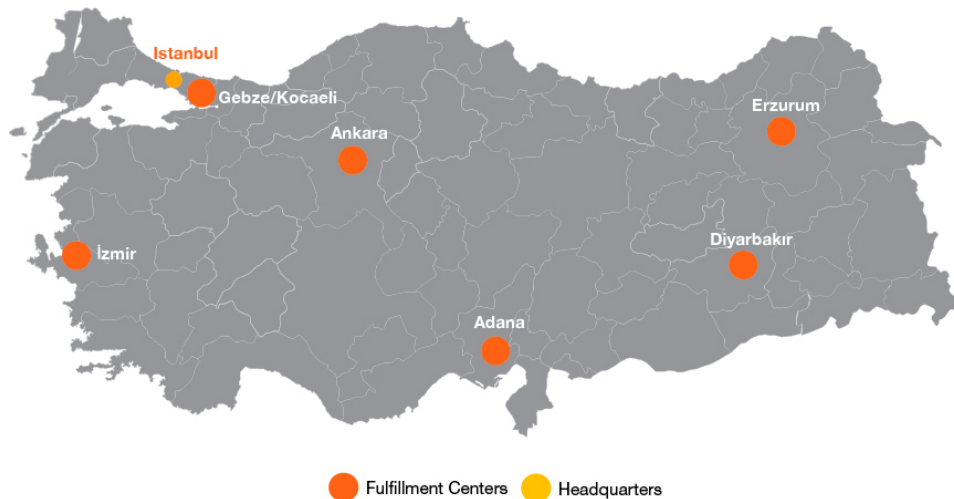 Istanbul
Gebze/Kocaeli
Ankara
Erzurum
İzmir
Diyarbakır
Adana
Fulfillment Centers
Headquarters